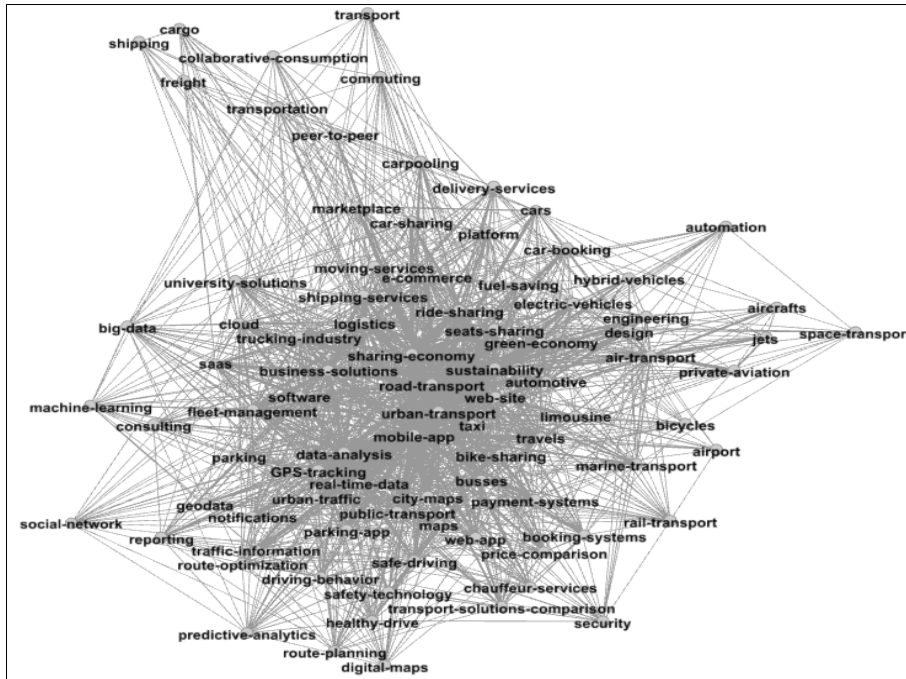 transport
cargo
shipping
collaborative-consumption
freight
commuting
transportation
peer-to-peer
carpooling
delivery-services
marketplace
cars
car-sharing
automation
platform
car-booking
moving-services
e-commerce
hybrid-vehicles
university-solutions
fuel-saving
shipping-services
electric-vehicles
aircrafts
ride-sharing
engineering
big-data
cloud
logistics
seats-sharing
design
space-transport
trucking-industry
green-economy
jets
sharing-economy
air-transport
saas
business-solutions
sustainability
private-aviation
road-transport
automotive
software
web-site
machine-learning
fleet-management
urban-transport
limousine
consulting
taxi
bicycles
mobile-app
travels
data-analysis
bike-sharing
airport
parking
marine-transport
GPS-tracking
real-time-data
busses
urban-traffic
city-maps
payment-systems
geodata
notifications
public-transport
social-network
maps
rail-transport
parking-app
reporting
web-app
booking-systems
traffic-information
price-comparison
route-optimization
safe-driving
driving-behavior
chauffeur-services
safety-technology
transport-solutions-comparison
healthy-drive
security
predictive-analytics
route-planning
digital-maps